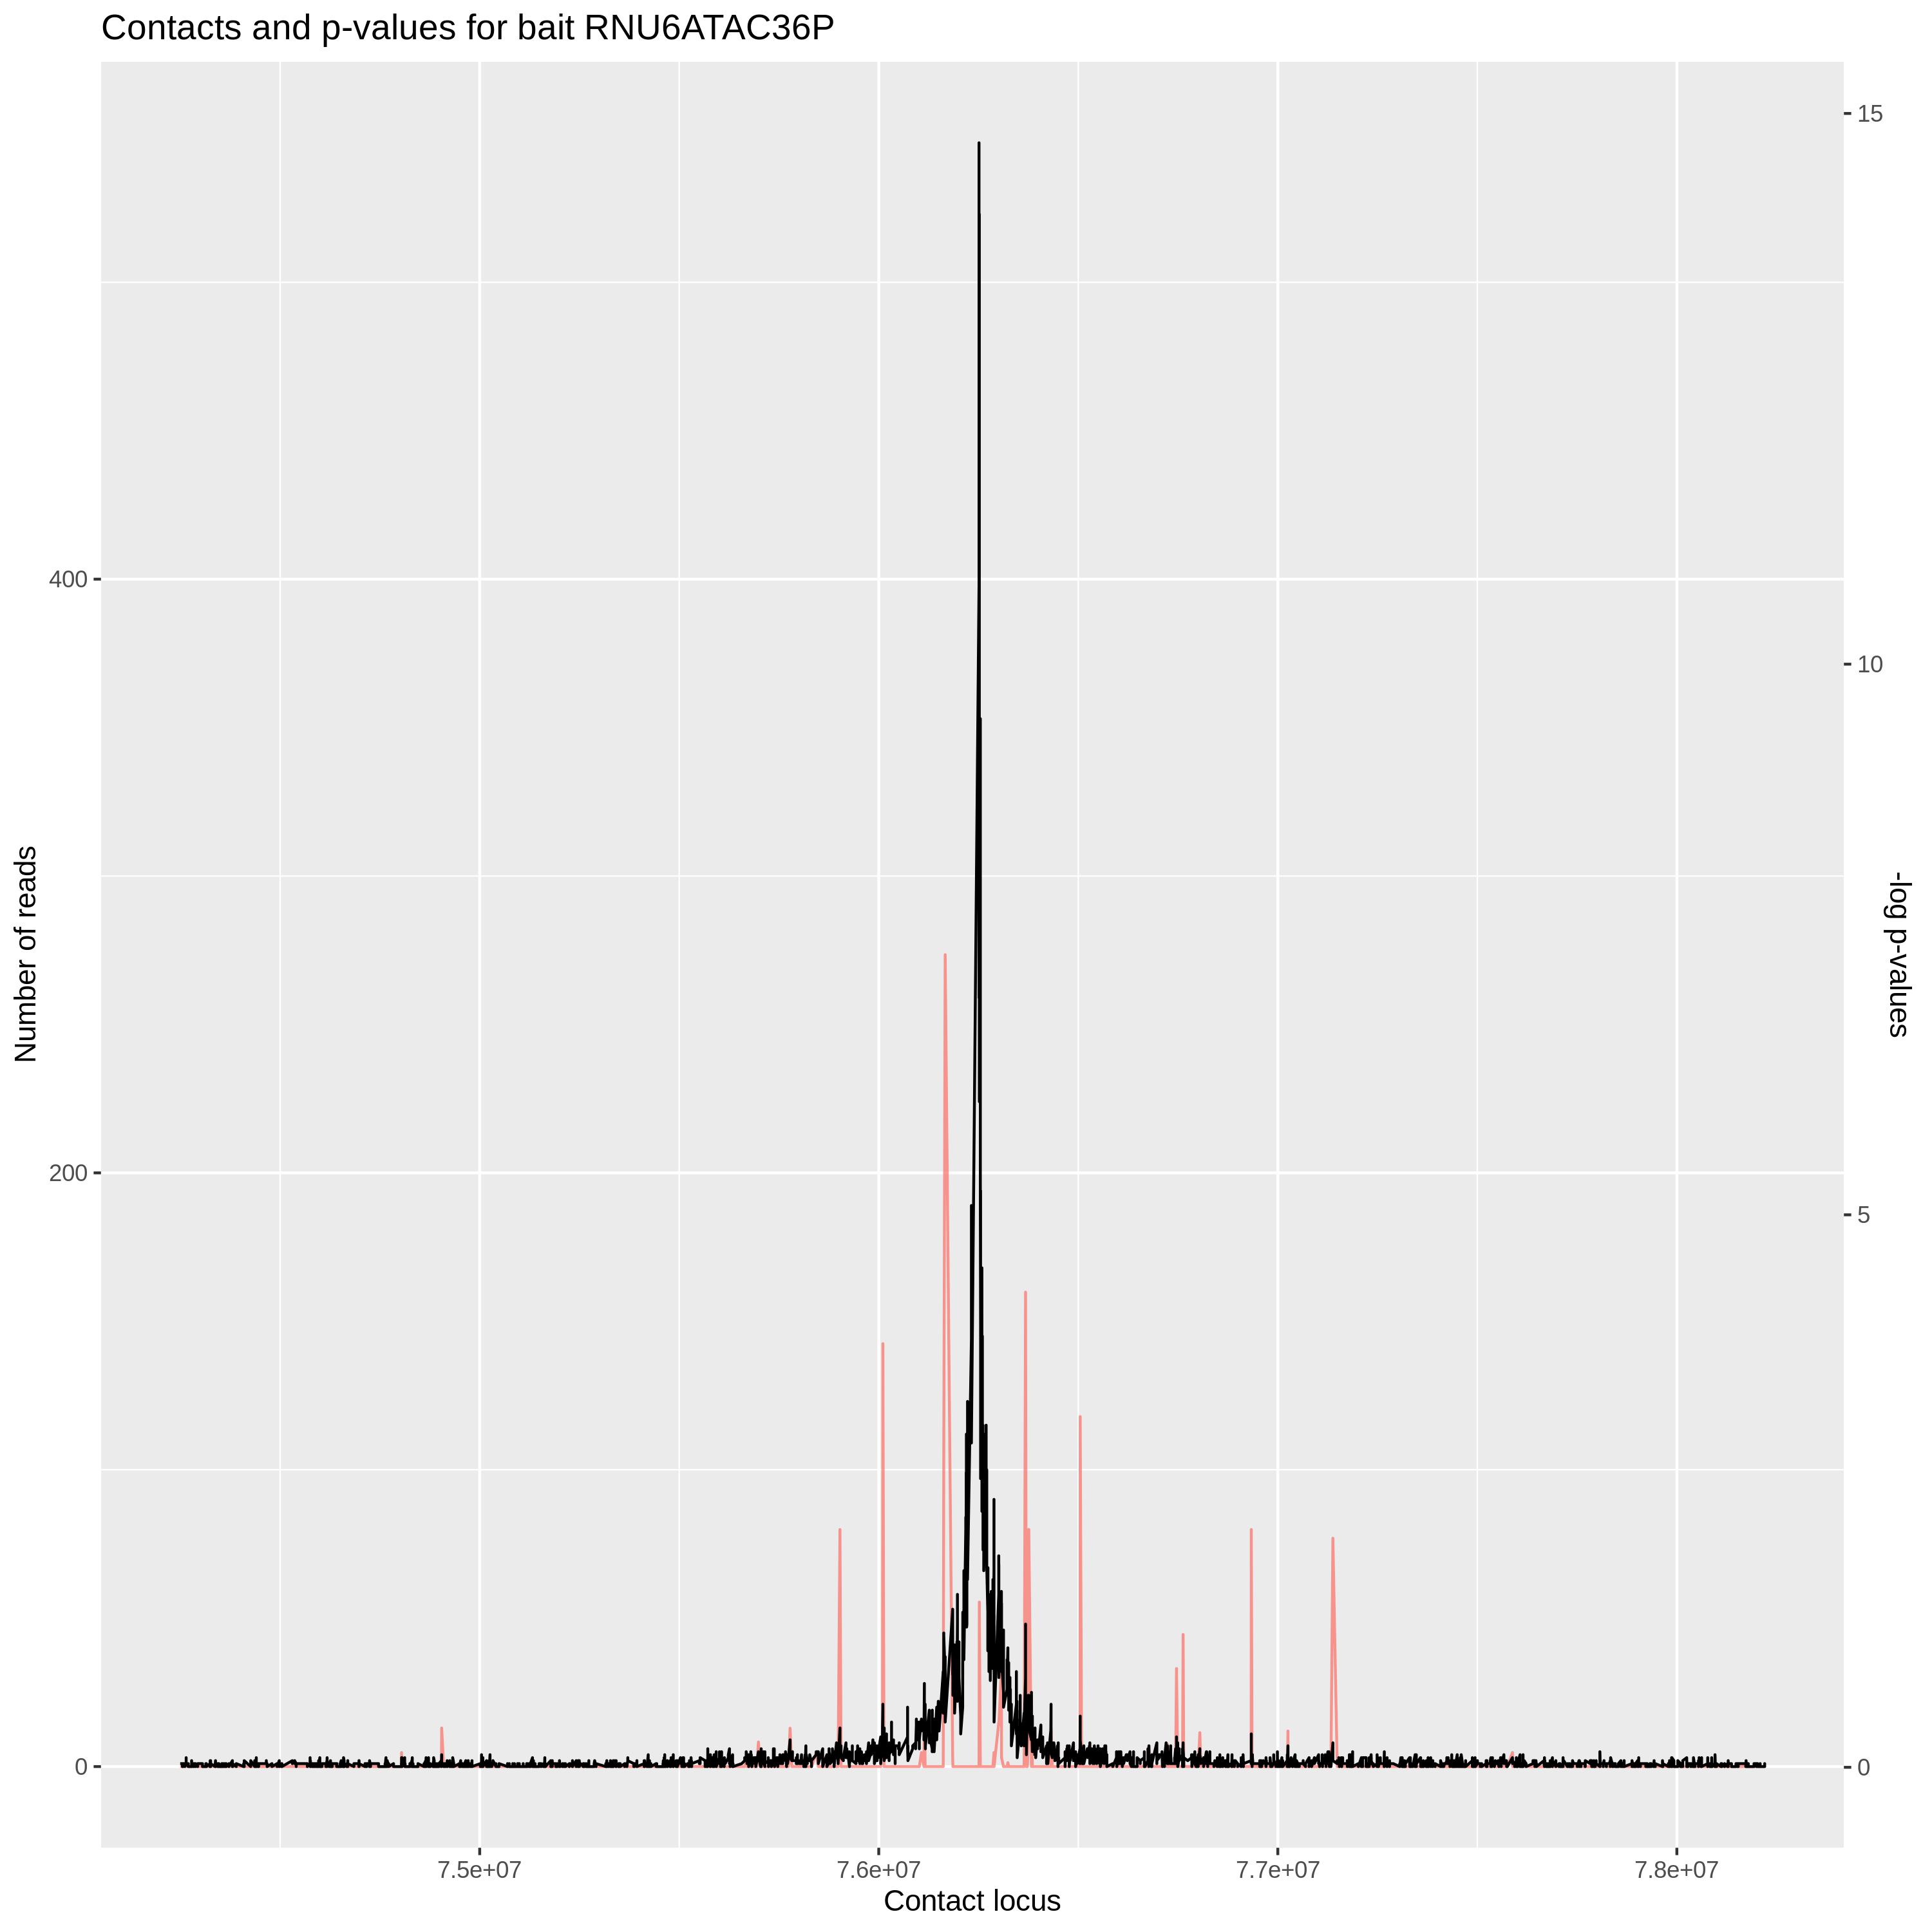 Contacts and p-values for bait RNU6ATAC36P
Number of reads
400
200
0
15
10
5
0
-log p-values
7.5e+07
7.6e+07
7.7e+07
7.8e+07
Contact locus